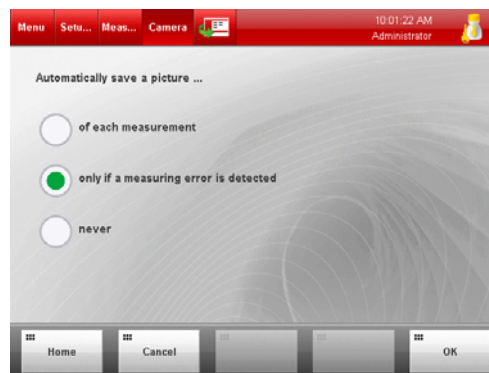 Menu Setu... Meas... Camera
10:01:22 AM
Administrator
Automatically save a picture ...
of each measurement
only if a measuring error is detected
never
Home Cancel OK